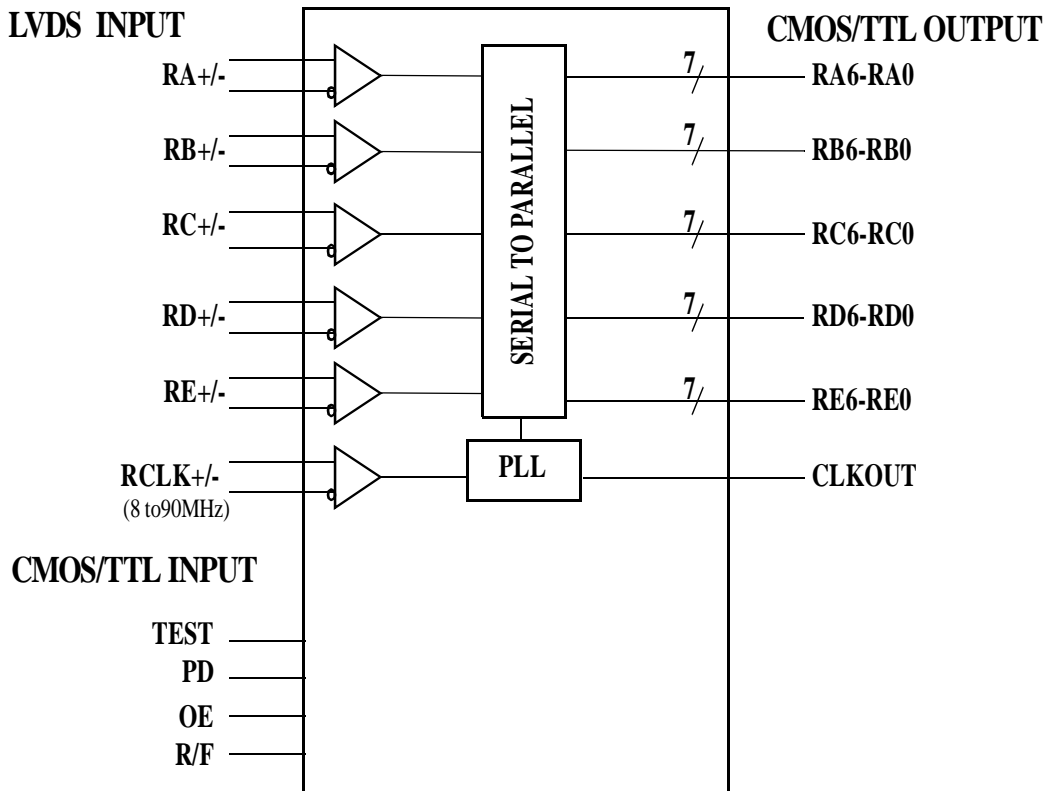 LVDS INPUT
CMOS/TTL OUTPUT
RA+/-
7
RA6-RA0
RB+/-
7
RB6-RB0
RC+/-
7
RC6-RC0
RD+/-
7
RD6-RD0
RE+/-
7
RE6-RE0
SERIAL TO PARALLEL
RCLK+/-
(8 to90MHz)
PLL
CLKOUT
CMOS/TTL INPUT
TEST
PD
OE
R/F